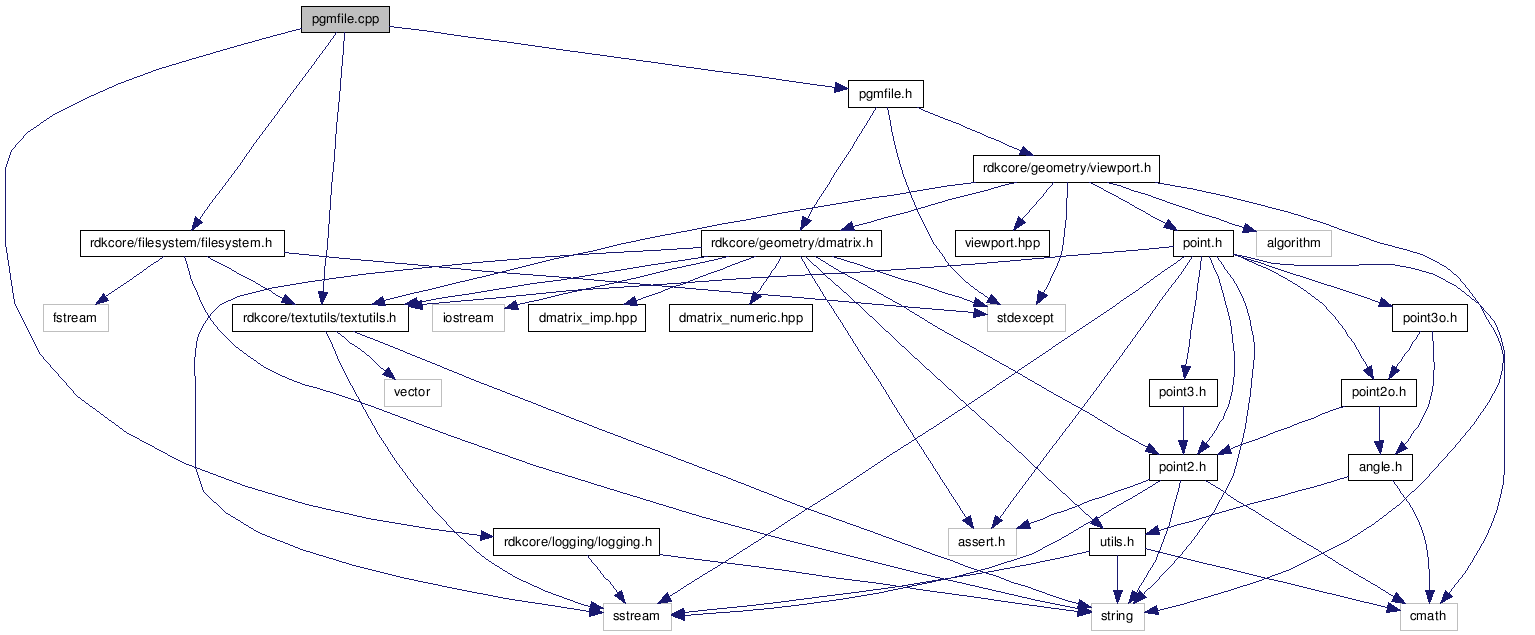 pgmfile.cpp
pgmfile.h
rdkcore/geometry/viewport.h
rdkcore/filesystem/filesystem.h
rdkcore/geometry/dmatrix.h
viewport.hpp
point.h
algorithm
fstream
rdkcore/textutils/textutils.h
iostream
dmatrix_imp.hpp
dmatrix_numeric.hpp
stdexcept
point3o.h
vector
point3.h
point2o.h
point2.h
angle.h
rdkcore/logging/logging.h
assert.h
utils.h
sstream
string
cmath